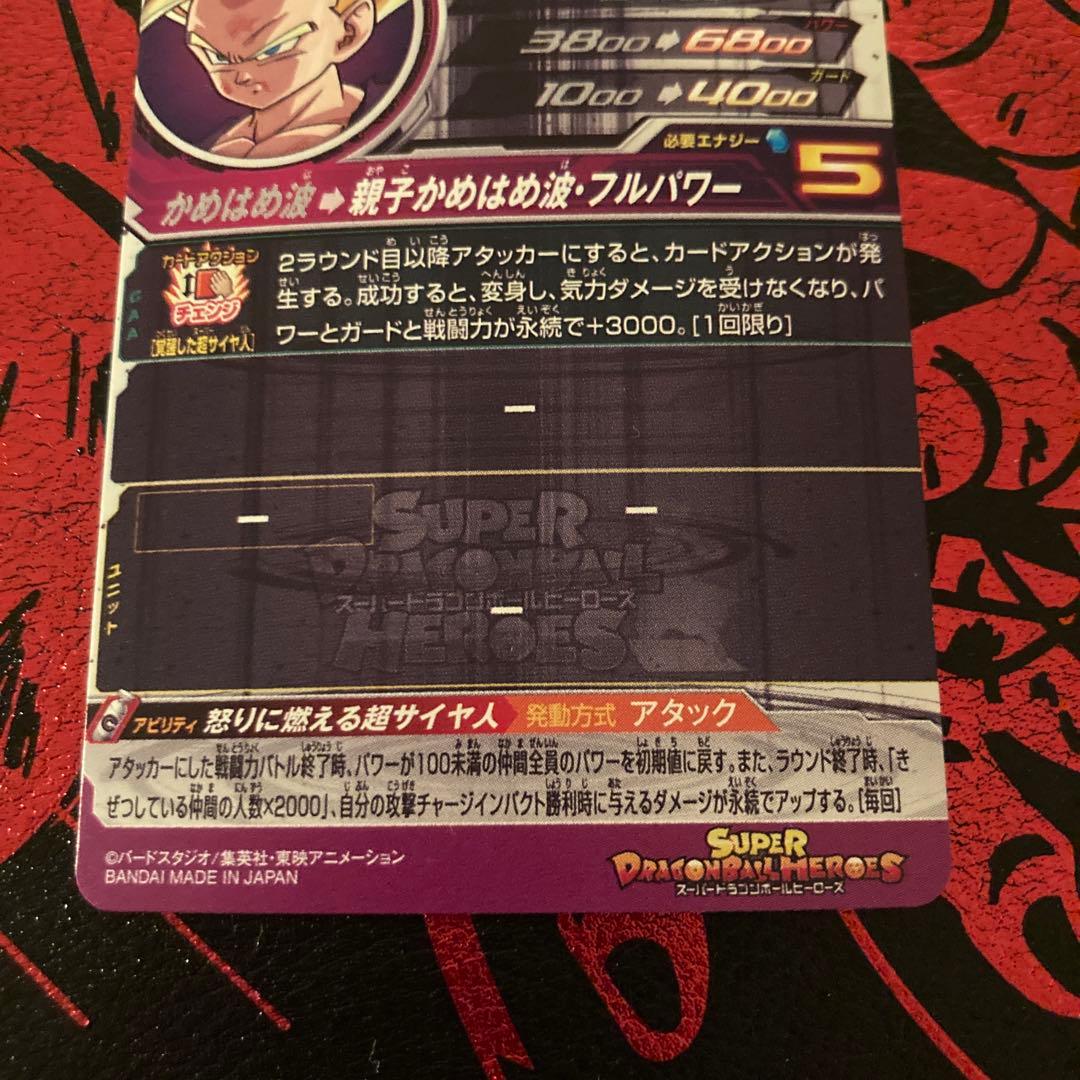 パワー
3800➡6800
ガード
1000➡4000
必要エナジー 5
かめはめ波➡親子かめはめ波・フルパワー
カードアクション
チェンジ
[覚醒した超サイヤ人]
CAA
2ラウンド目以降アタッカーにすると、カードアクションが発
生する。成功すると、変身し、気力ダメージを受けなくなり、パ
ワーとガードと戦闘力が永続で+3000。[1回限り]
ー
ユニット
ー ー
ー
SUPER
DRAGONBALL
スーパードラゴンボールヒーローズ
HEROES
アビリティ 怒りに燃える超サイヤ人 発動方式 アタック
アタッカーにした戦闘力バトル終了時、パワーが100未満の仲間全員のパワーを初期値に戻す。また、ラウンド終了時、「き
ぜつしている仲間の人数×2000」、自分の攻撃チャージインパクト勝利時に与えるダメージが永続でアップする。[毎回]
©バードスタジオ/集英社・東映アニメーション
BANDAI MADE IN JAPAN
SUPER
DRAGONBALL HEROES
スーパードラゴンボールヒーローズ